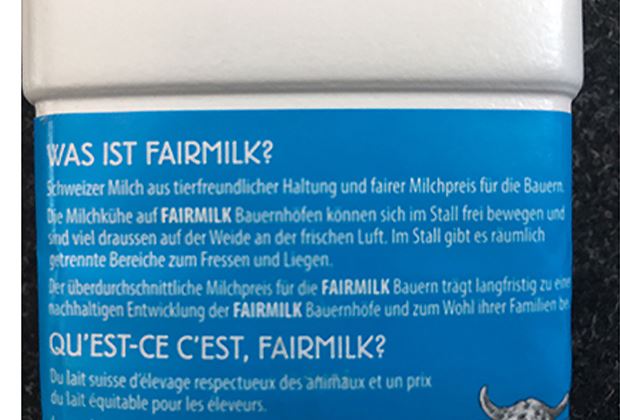 WAS IST FAIRMILK?
Schweizer Milch aus tierfreundlicher Haltung und fairer Milchpreis für die Bauern.
Die Milchkühe auf FAIRMILK Bauernhöfen können sich im Stall frei bewegen und
sind viel draussen auf der Weide an der frischen Luft. Im Stall gibt es räumlich
getrennte Bereiche zum Fressen und Liegen.
Der überdurchschnittliche Milchpreis für die FAIRMILK Bauern trägt langfristig zu eine
nachhaltigen Entwicklung der FAIRMILK Bauernhöfe und zum Wohl ihrer Familien be
QU'EST-CE C'EST, FAIRMILK?
Du lait suisse d'élevage respectueux des animaux et un prix
du lait équitable pour les éleveurs.